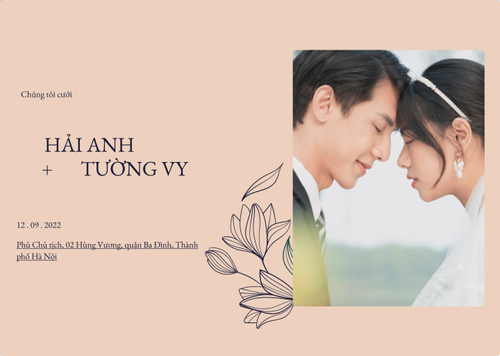 Chúng tôi cưới
HẢI ANH
+ TƯỜNG VY
12 . 09 . 2022
Phủ Chủ tịch, 02 Hùng Vương, quận Ba Đình, Thành
phố Hà Nội